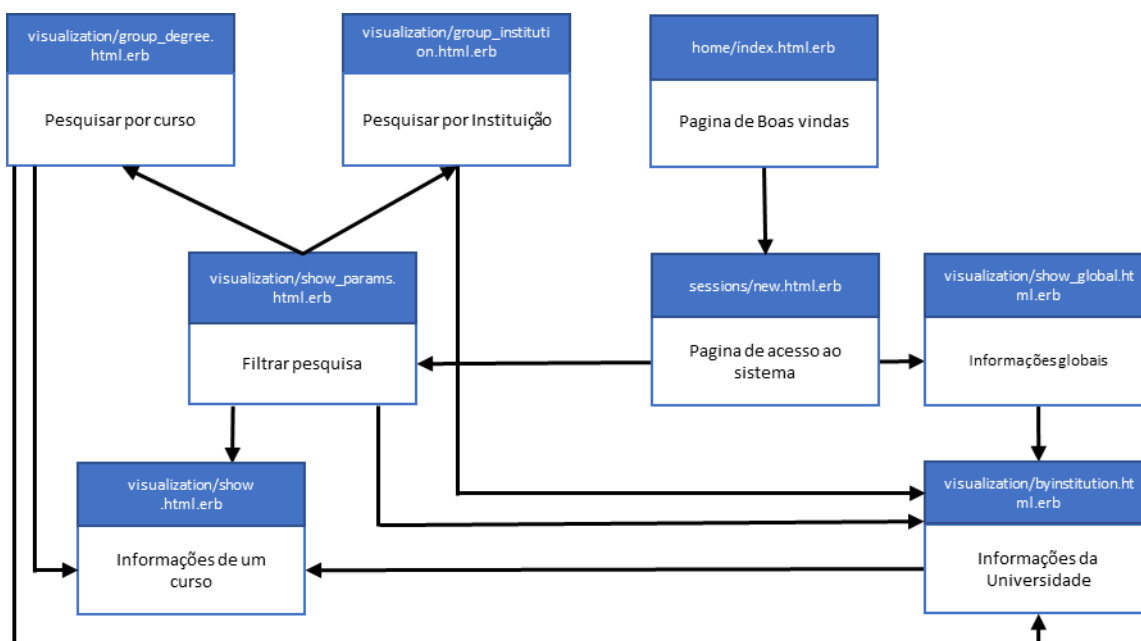 visualization/group_degree.
html.erb
Pesquisar por curso
visualization/group_instituti
on.html.erb
Pesquisar por Instituição
home/índex.html.erb
Pagina de Boas vindas
visualization/show_params.
html.erb
Filtrar pesquisa
sessions/new.html.erb
Pagina de acesso ao
sistema
visualization/show_global.ht
ml.erb
Informações globais
visualization/show
.html.erb
Informações de um
curso
visualization/byinstitution.ht
ml.erb
Informações da
Universidade